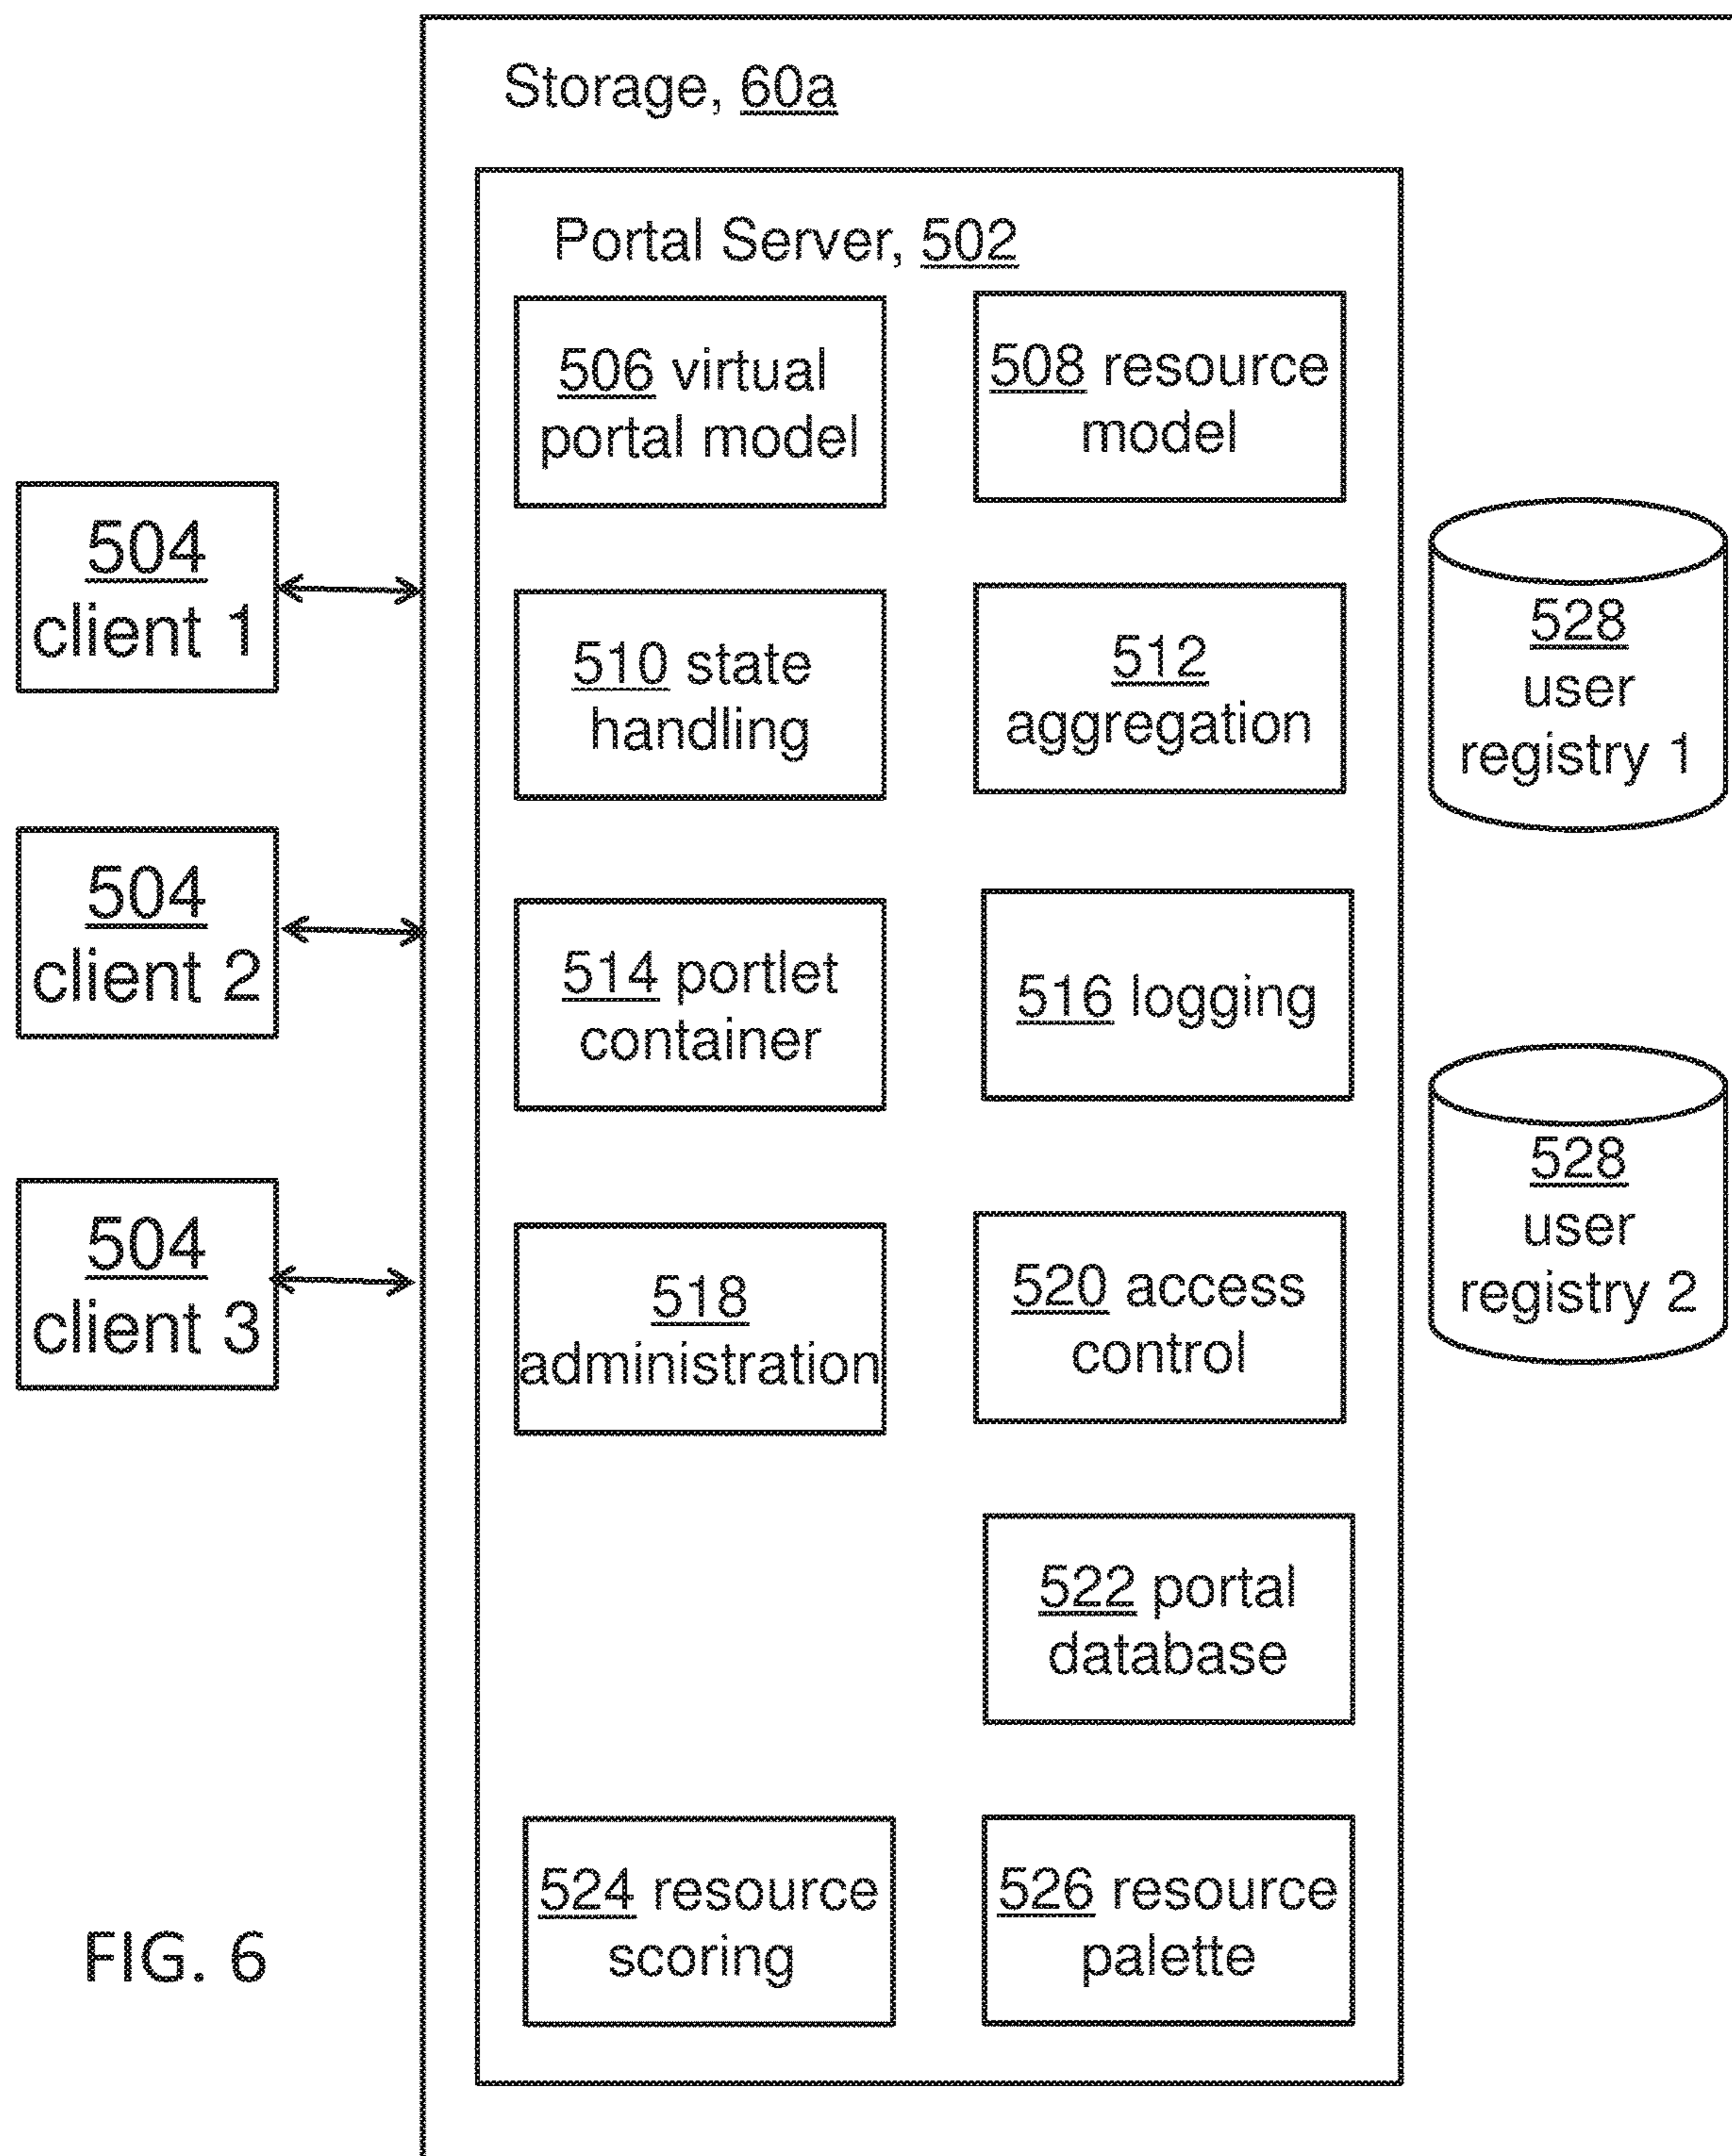 Storage, 60a
Portal Server, 502
506 virtual
portal model
508 resource
model
504
client 1
510 state
handling
512
aggregation
528
user
registry 1
504
client 2
514 portlet
container
516 logging
528
user
registry 2
504
client 3
518
administration
520 access
control
522 portal
database
524 resource
scoring
526 resource
palette
FIG. 6